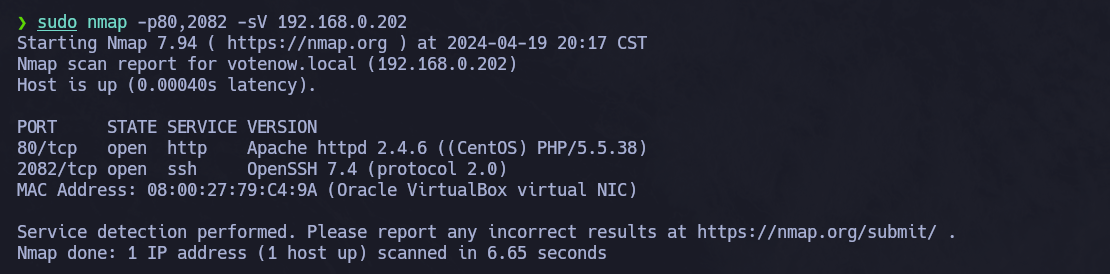 ❯ sudo nmap -p80,2082 -sV 192.168.0.202
Starting Nmap 7.94 ( https://nmap.org ) at 2024-04-19 20:17 CST
Nmap scan report for votenow.local (192.168.0.202)
Host is up (0.00040s latency).

PORT     STATE SERVICE VERSION
80/tcp   open  http    Apache httpd 2.4.6 ((CentOS) PHP/5.5.38)
2082/tcp open  ssh     OpenSSH 7.4 (protocol 2.0)
MAC Address: 08:00:27:79:C4:9A (Oracle VirtualBox virtual NIC)

Service detection performed. Please report any incorrect results at https://nmap.org/submit/ .
Nmap done: 1 IP address (1 host up) scanned in 6.65 seconds